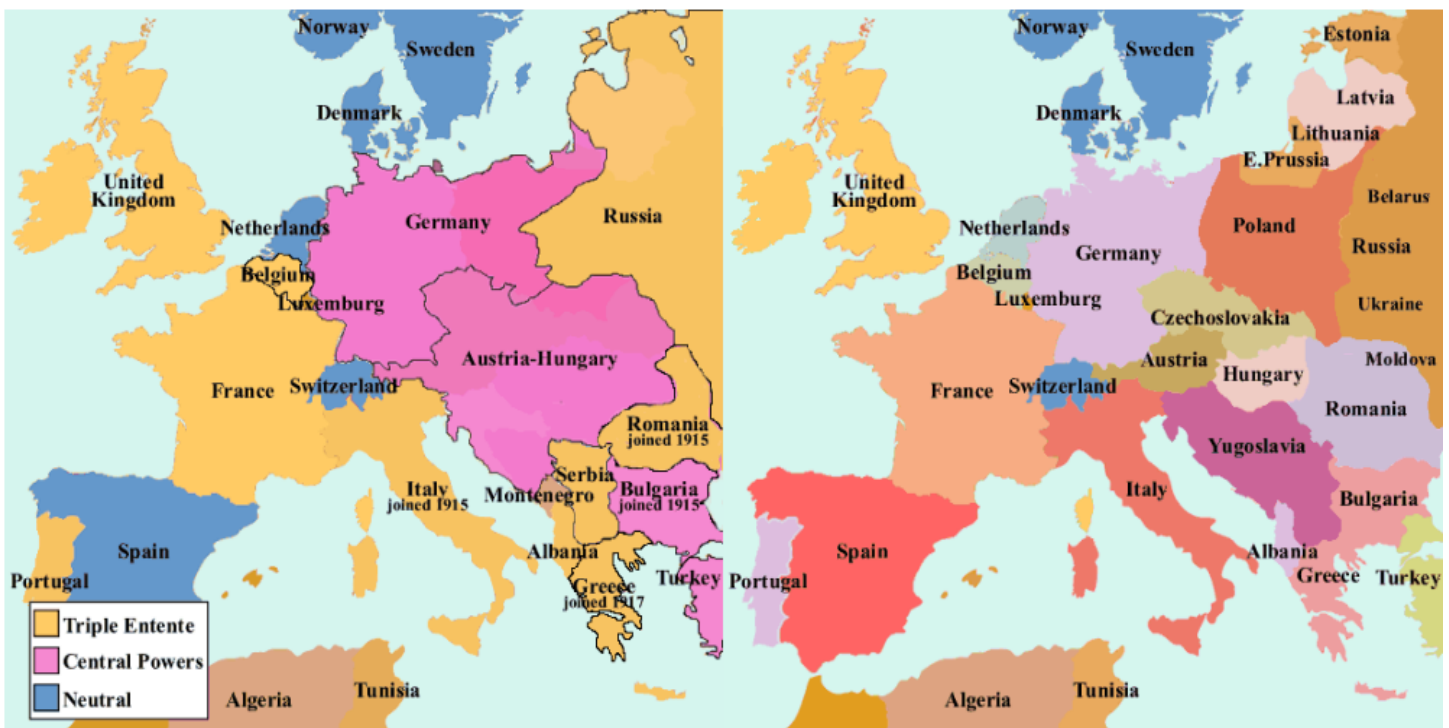 Norway
Sweden
Denmark
United
Kingdom
Netherlands
Germany
Russia
Belgium
Luxemburg
Austria-Hungary
France
Switzerland
Romania
joined 1915
Serbia
Italy
joined 1915
Montenegro
Bulgaria
joined 1915
Spain
Albania
Portugal
Greece
joined 1917
Turkey
Triple Entente
Central Powers
Neutral
Algeria
Tunisia
Norway
Sweden
Estonia
Latvia
Denmark
Lithuania
E.Prussia
United
Kingdom
Belarus
Netherlands
Poland
Germany
Russia
Belgium
Luxemburg
Ukraine
Czechoslovakia
Austria
Moldova
Hungary
France
Switzerland
Romania
Yugoslavia
Italy
Bulgaria
Spain
Albania
Portugal
Greece
Turkey
Algeria
Tunisia